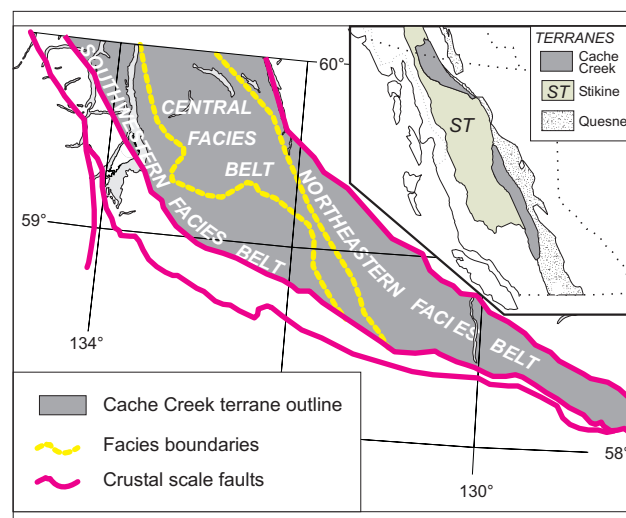 TERRANES
Cache
Creek
ST Stikine
Quesnel
ST
60°
SOUTHWESTERN FACIES BELT
CENTRAL
FACIES
BELT
NORTHEASTERN FACIES BELT
59°
134°
130°
58°
Cache Creek terrane outline
Facies boundaries
Crustal scale faults